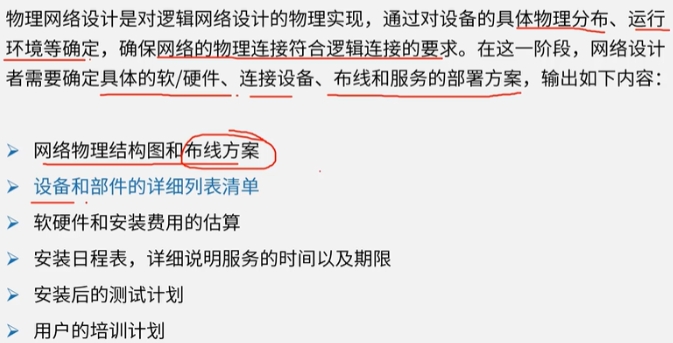 物理网络设计是对逻辑网络设计的物理实现，通过对设备的具体物理分布、运行
环境等确定，确保网络的物理连接符合逻辑连接的要求。在这一阶段，网络设计
者需要确定具体的软/硬件、连接设备、布线和服务的部署方案，输出如下内容：
网络物理结构图和布线方案
设备和部件的详细列表清单
软硬件和安装费用的估算
安装日程表，详细说明服务的时间以及期限
安装后的测试计划
用户的培训计划